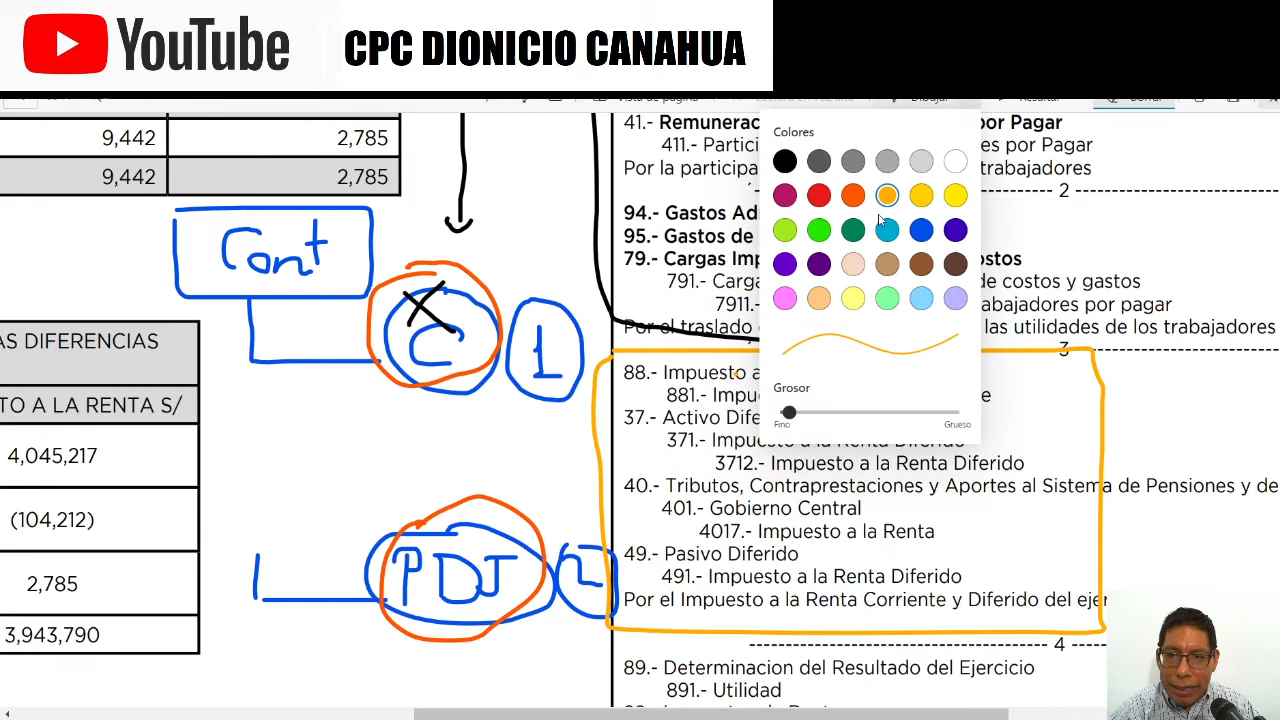 YouTube CPC DIONICIO CANAHUA
9,442 2,785
9,442 2,785
Cont
C 1
AS DIFERENCIAS
TO A LA RENTA S/
4,045,217
(104,212)
2,785
3,943,790
PDJ 2
41.- Remunerac por Pagar
411.- Partici es por Pagar
Por la participa trabajadores
2
94.- Gastos Ad
95.- Gastos de
79.- Cargas Imp ostos
791.- Carga de costos y gastos
7911.- abajadores por pagar
Por el traslado las utilidades de los trabajadores
3
88.- Impuesto a
881.- Impu e
37.- Activo Dife
371.- Impuesto a la Renta Diferido
3712.- Impuesto a la Renta Diferido
40.- Tributos, Contraprestaciones y Aportes al Sistema de Pensiones y de
401.- Gobierno Central
4017.- Impuesto a la Renta
49.- Pasivo Diferido
491.- Impuesto a la Renta Diferido
Por el Impuesto a la Renta Corriente y Diferido del ejer
4
89.- Determinacion del Resultado del Ejercicio
891.- Utilidad
Colores
Grosor
Fino Grueso